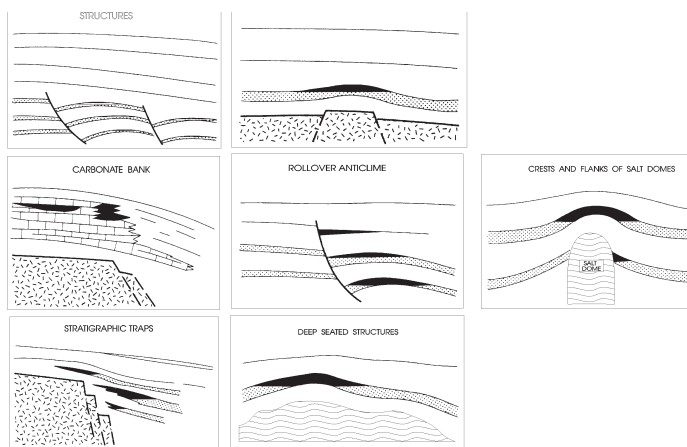 STRUCTURES
CARBONATE BANK
ROLLOVER ANTICLIME
CRESTS AND FLANKS OF SALT DOMES
SALT
DOME
STRATIGRAPHIC TRAPS
DEEP SEATED STRUCTURES